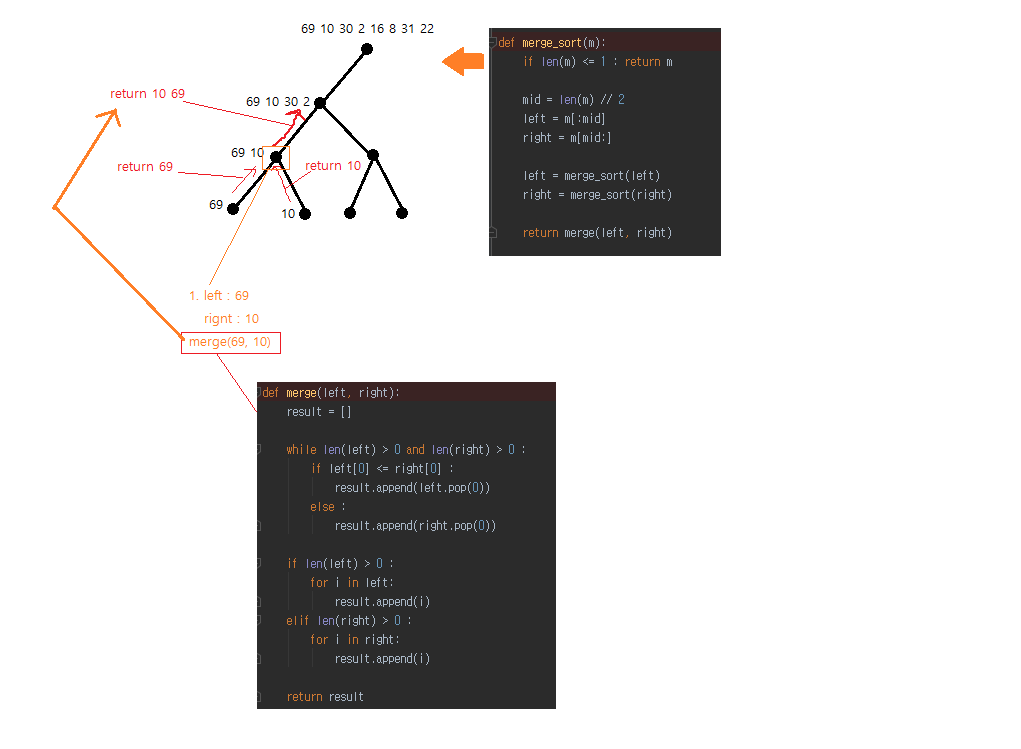 69 10 30 2 16 8 31 22
return 10 69
69 10 30 2
69 10
return 69
return 10
69
10
1. left : 69
rignt : 10
merge(69, 10)
def merge_sort(m):
    if len(m) <= 1 : return m
    mid = len(m) // 2
    left = m[:mid]
    right = m[mid:]
    left = merge_sort(left)
    right = merge_sort(right)
    return merge(left, right)
def merge(left, right):
    result = []
    while len(left) > 0 and len(right) > 0 :
        if left[0] <= right[0] :
            result.append(left.pop(0))
        else :
            result.append(right.pop(0))
    if len(left) > 0 :
        for i in left:
            result.append(i)
    elif len(right) > 0 :
        for i in right:
            result.append(i)
    return result